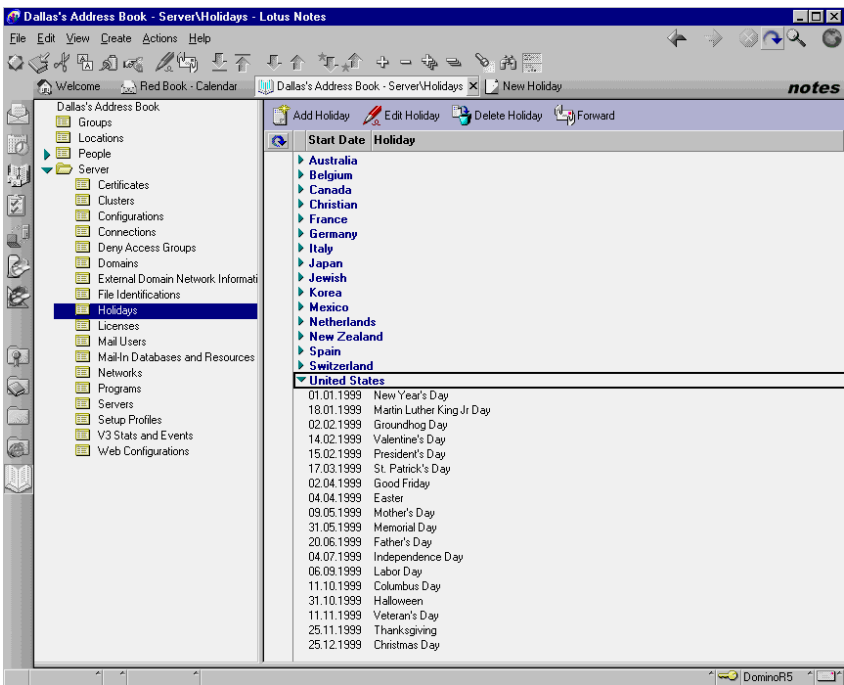 Dallas's Address Book - Server\Holidays - Lotus Notes
File Edit View Create Actions Help
Welcome Red Book - Calendar Dallas's Address Book - Server\Holidays New Holiday
notes
Dallas's Address Book
Groups
Locations
People
Server
Certificates
Clusters
Configurations
Connections
Deny Access Groups
Domains
External Domain Network Informati
File Identifications
Holidays
Licenses
Mail Users
Mail-In Databases and Resources
Networks
Programs
Servers
Setup Profiles
V3 Stats and Events
Web Configurations
Add Holiday Edit Holiday Delete Holiday Forward
Start Date Holiday
Australia
Belgium
Canada
Christian
France
Germany
Italy
Japan
Jewish
Korea
Mexico
Netherlands
New Zealand
Spain
Switzerland
United States
01.01.1999 New Year's Day
18.01.1999 Martin Luther King Jr Day
02.02.1999 Groundhog Day
14.02.1999 Valentine's Day
15.02.1999 President's Day
17.03.1999 St. Patrick's Day
02.04.1999 Good Friday
04.04.1999 Easter
09.05.1999 Mother's Day
31.05.1999 Memorial Day
20.06.1999 Father's Day
04.07.1999 Independence Day
06.09.1999 Labor Day
11.10.1999 Columbus Day
31.10.1999 Halloween
11.11.1999 Veteran's Day
25.11.1999 Thanksgiving
25.12.1999 Christmas Day
DominoR5